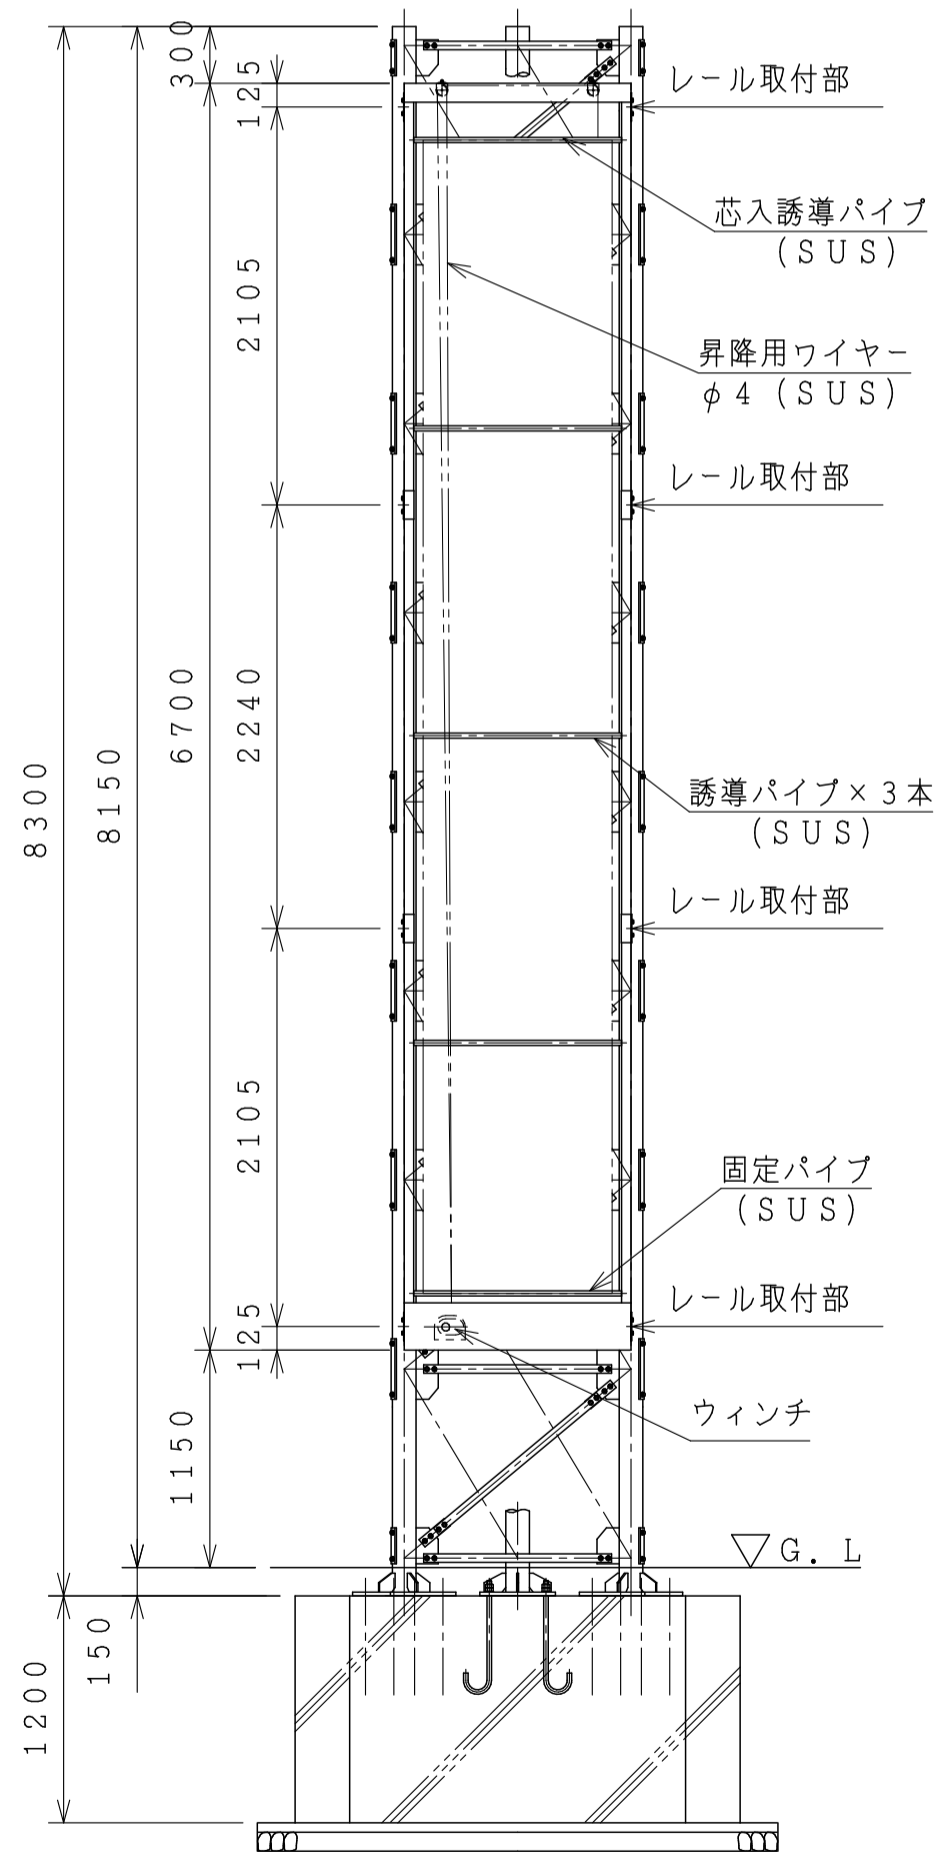 300
125
レール取付部
芯入誘導パイプ
(SUS)
2105
昇降用ワイヤー
φ4 (SUS)
レール取付部
8300
8150
6700
2240
誘導パイプ×3本
(SUS)
レール取付部
2105
固定パイプ
(SUS)
レール取付部
125
ウィンチ
1150
G. L
150
1200